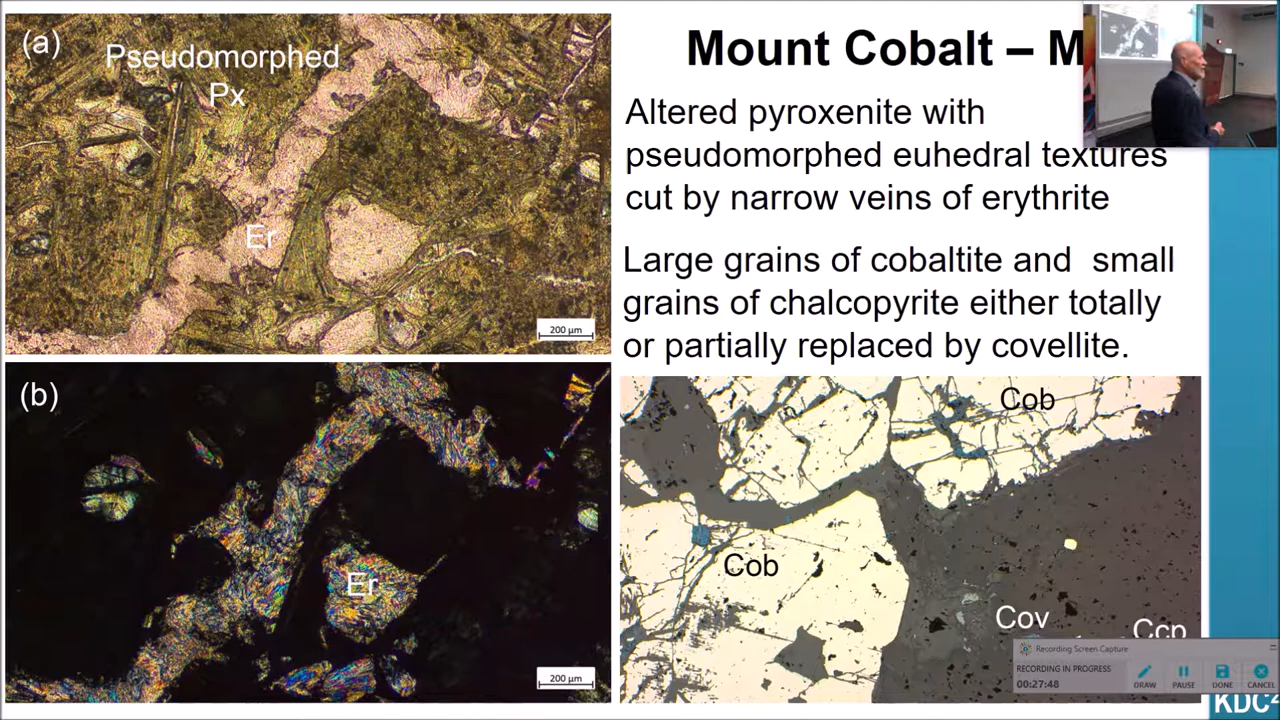 (a)
Pseudomorphed
Px
Er
200 µm
(b)
Er
200 µm
Mount Cobalt – M
Altered pyroxenite with
pseudomorphed euhedral textures
cut by narrow veins of erythrite
Large grains of cobaltite and small
grains of chalcopyrite either totally
or partially replaced by covellite.
Cob
Cob
Cov
Ccp
Recording Screen Capture
RECORDING IN PROGRESS
00:27:48
DRAW
PAUSE
DONE
CANCEL
KDC²